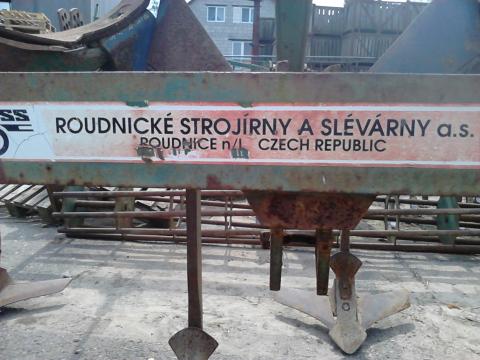 ROUDNICKÉ STROJÍRNY A SLÉVÁRNY a.s.
ROUDNICE n/L CZECH REPUBLIC